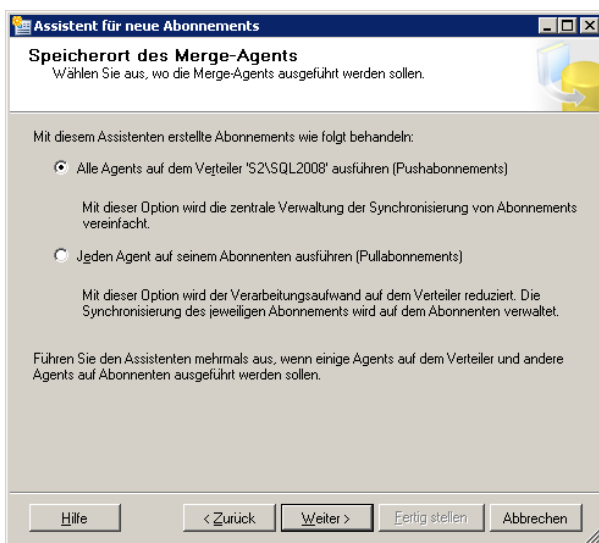 Assistent für neue Abonnements
Speicherort des Merge-Agents
Wählen Sie aus, wo die Merge-Agents ausgeführt werden sollen.
Mit diesem Assistenten erstellte Abonnements wie folgt behandeln:
Alle Agents auf dem Verteiler 'S2\SQL2008' ausführen (Pushabonnements)
Mit dieser Option wird die zentrale Verwaltung der Synchronisierung von Abonnements
vereinfacht.
Jeden Agent auf seinem Abonnenten ausführen (Pullabonnements)
Mit dieser Option wird der Verarbeitungsaufwand auf dem Verteiler reduziert. Die
Synchronisierung des jeweiligen Abonnements wird auf dem Abonnenten verwaltet.
Führen Sie den Assistenten mehrmals aus, wenn einige Agents auf dem Verteiler und andere
Agents auf Abonnenten ausgeführt werden sollen.
Hilfe < Zurück Weiter > Fertig stellen Abbrechen